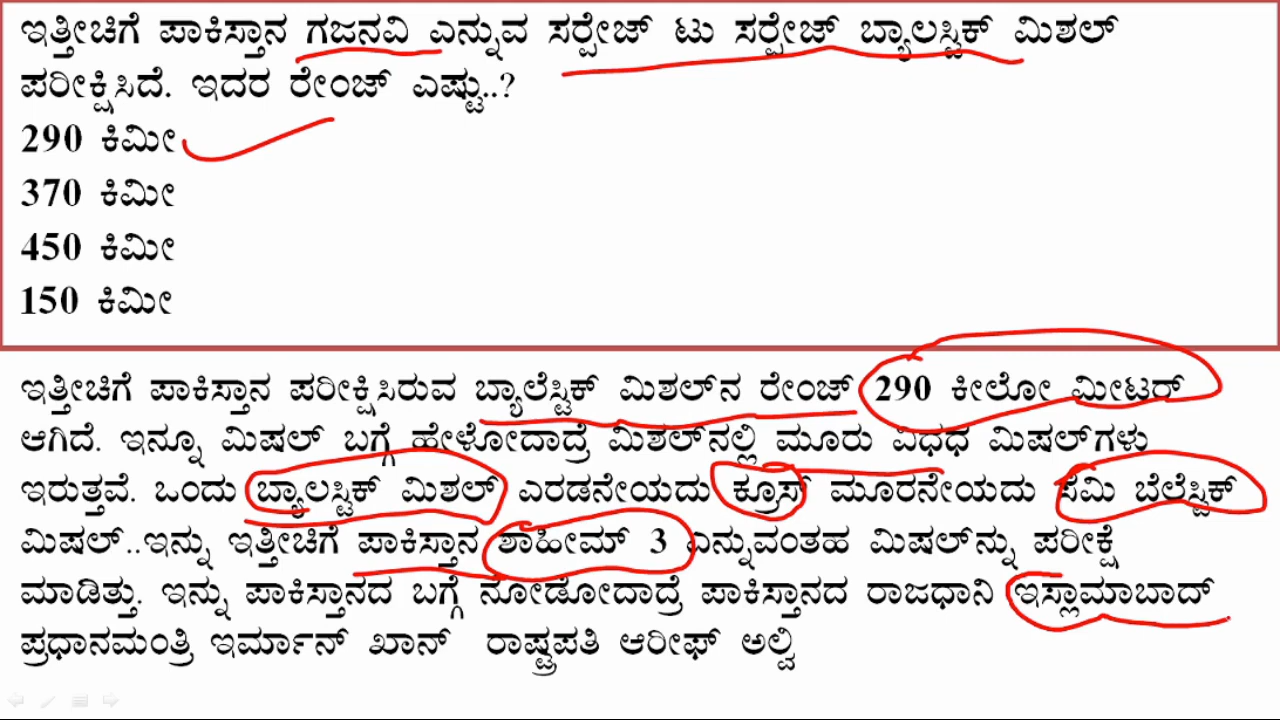 ಇತ್ತೀಚಿಗೆ ಪಾಕಿಸ್ತಾನ ಗಜನವಿ ಎನ್ನುವ ಸರ್‍ಪೇಜ್ ಟು ಸರ್‍ಪೇಜ್ ಬ್ಯಾಲಸ್ಟಿಕ್ ಮಿಶಲ್
ಪರೀಕ್ಷಿಸಿದೆ. ಇದರ ರೇಂಜ್ ಎಷ್ಟು..?
290 ಕಿಮೀ
370 ಕಿಮೀ
450 ಕಿಮೀ
150 ಕಿಮೀ
ಇತ್ತೀಚಿಗೆ ಪಾಕಿಸ್ತಾನ ಪರೀಕ್ಷಿಸಿರುವ ಬ್ಯಾಲೆಸ್ಟಿಕ್ ಮಿಶಲ್‌ನ ರೇಂಜ್ 290 ಕೀಲೋ ಮೀಟರ್
ಆಗಿದೆ. ಇನ್ನೂ ಮಿಷಲ್ ಬಗ್ಗೆ ಹೇಳೋದಾದ್ರೆ ಮಿಶಲ್‌ನಲ್ಲಿ ಮೂರು ವಿಧಧ ಮಿಷಲ್‌ಗಳು
ಇರುತ್ತವೆ. ಒಂದು ಬ್ಯಾಲಸ್ಟಿಕ್ ಮಿಶಲ್ ಎರಡನೇಯದು ಕ್ರೂಸ್ ಮೂರನೇಯದು ಸೆಮಿ ಬೆಲೆಸ್ಟಿಕ್
ಮಿಷಲ್..ಇನ್ನು ಇತ್ತೀಚಿಗೆ ಪಾಕಿಸ್ತಾನ ಶಾಹೀಮ್ 3 ಎನ್ನುವಂತಹ ಮಿಷಲ್‌ನ್ನು ಪರೀಕ್ಷೆ
ಮಾಡಿತ್ತು. ಇನ್ನು ಪಾಕಿಸ್ತಾನದ ಬಗ್ಗೆ ನೋಡೋದಾದ್ರೆ ಪಾಕಿಸ್ತಾನದ ರಾಜಧಾನಿ ಇಸ್ಲಾಮಾಬಾದ್
ಪ್ರಧಾನಮಂತ್ರಿ ಇರ್ಮಾನ್ ಖಾನ್ ರಾಷ್ಟ್ರಪತಿ ಆರೀಫ್ ಅಲ್ವಿ